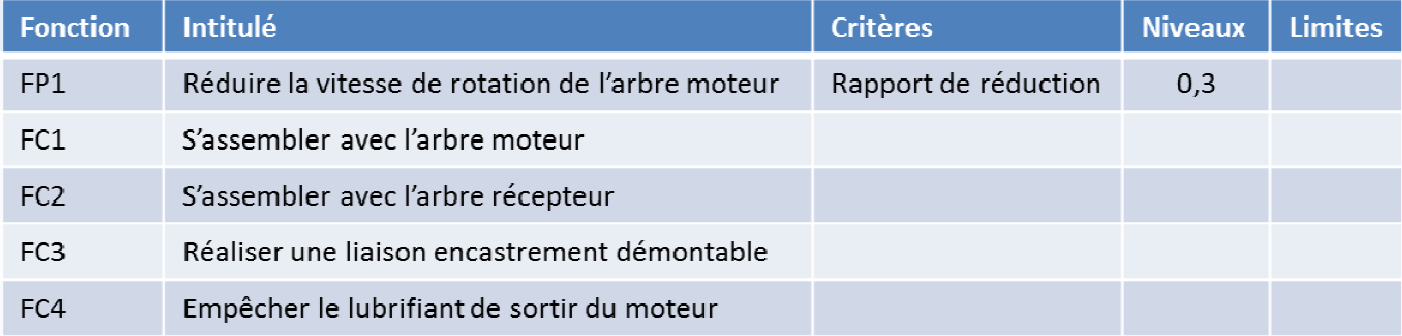 Fonction Intitulé Critères Niveaux Limites
FP1 Réduire la vitesse de rotation de l’arbre moteur Rapport de réduction 0,3
FC1 S’assembler avec l’arbre moteur
FC2 S’assembler avec l’arbre récepteur
FC3 Réaliser une liaison encastrement démontable
FC4 Empêcher le lubrifiant de sortir du moteur